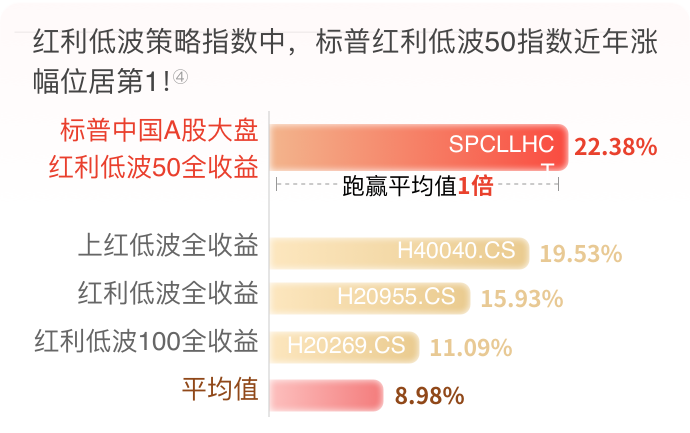 红利低波策略指数中，标普红利低波50指数近年涨
幅位居第1!④
标普中国A股大盘
红利低波50全收益
SPCLLHC
T
22.38%
跑赢平均值1倍
上红低波全收益
H40040.CS
19.53%
红利低波全收益
H20955.CS
15.93%
红利低波100全收益
H20269.CS
11.09%
平均值
8.98%